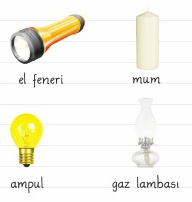 el feneri
mum
ampul
gaz lambası